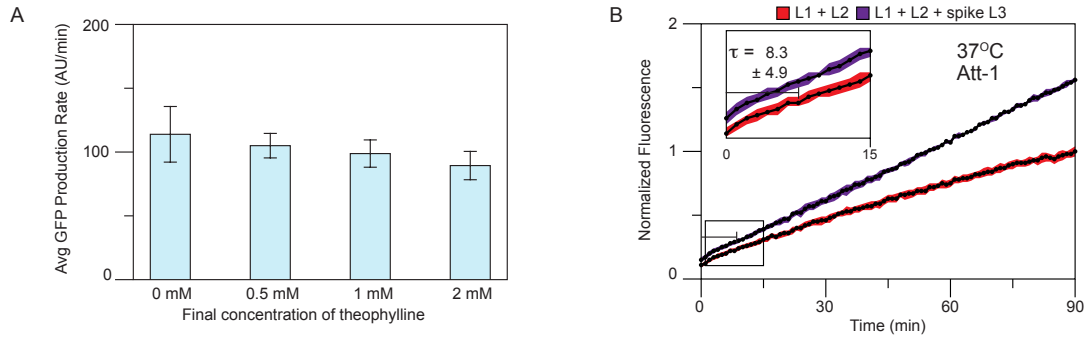 A
Avg GFP Production Rate (AU/min)
200
100
0
0 mM 0.5 mM 1 mM 2 mM
Final concentration of theophylline
B
L1 + L2 L1 + L2 + spike L3
Normalized Fluorescence
2
1
0
τ = 8.3
± 4.9
0 15
37°C
Att-1
0 30 60 90
Time (min)